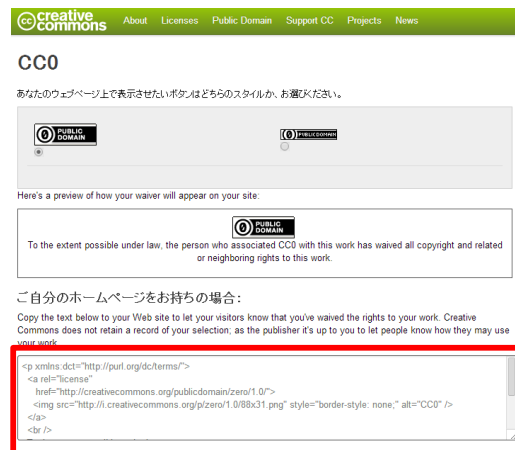 cc creative commons About Licenses Public Domain Support CC Projects News
CC0
あなたのウェブページ上で表示させたいボタンはどちらのスタイルか、お選びください。
PUBLIC DOMAIN PUBLIC DOMAIN
Here's a preview of how your waiver will appear on your site:
PUBLIC DOMAIN
To the extent possible under law, the person who associated CC0 with this work has waived all copyright and related
or neighboring rights to this work.
ご自分のホームページをお持ちの場合:
Copy the text below to your Web site to let your visitors know that you've waived the rights to your work. Creative
Commons does not retain a record of your selection; as the publisher it's up to you to let people know how they may use
your work.
<p xmlns:dct="http://purl.org/dc/terms/">
<a rel="license"
href="http://creativecommons.org/publicdomain/zero/1.0/">
<img src="http://i.creativecommons.org/p/zero/1.0/88x31.png" style="border-style: none;" alt="CC0" />
</a>
<br />